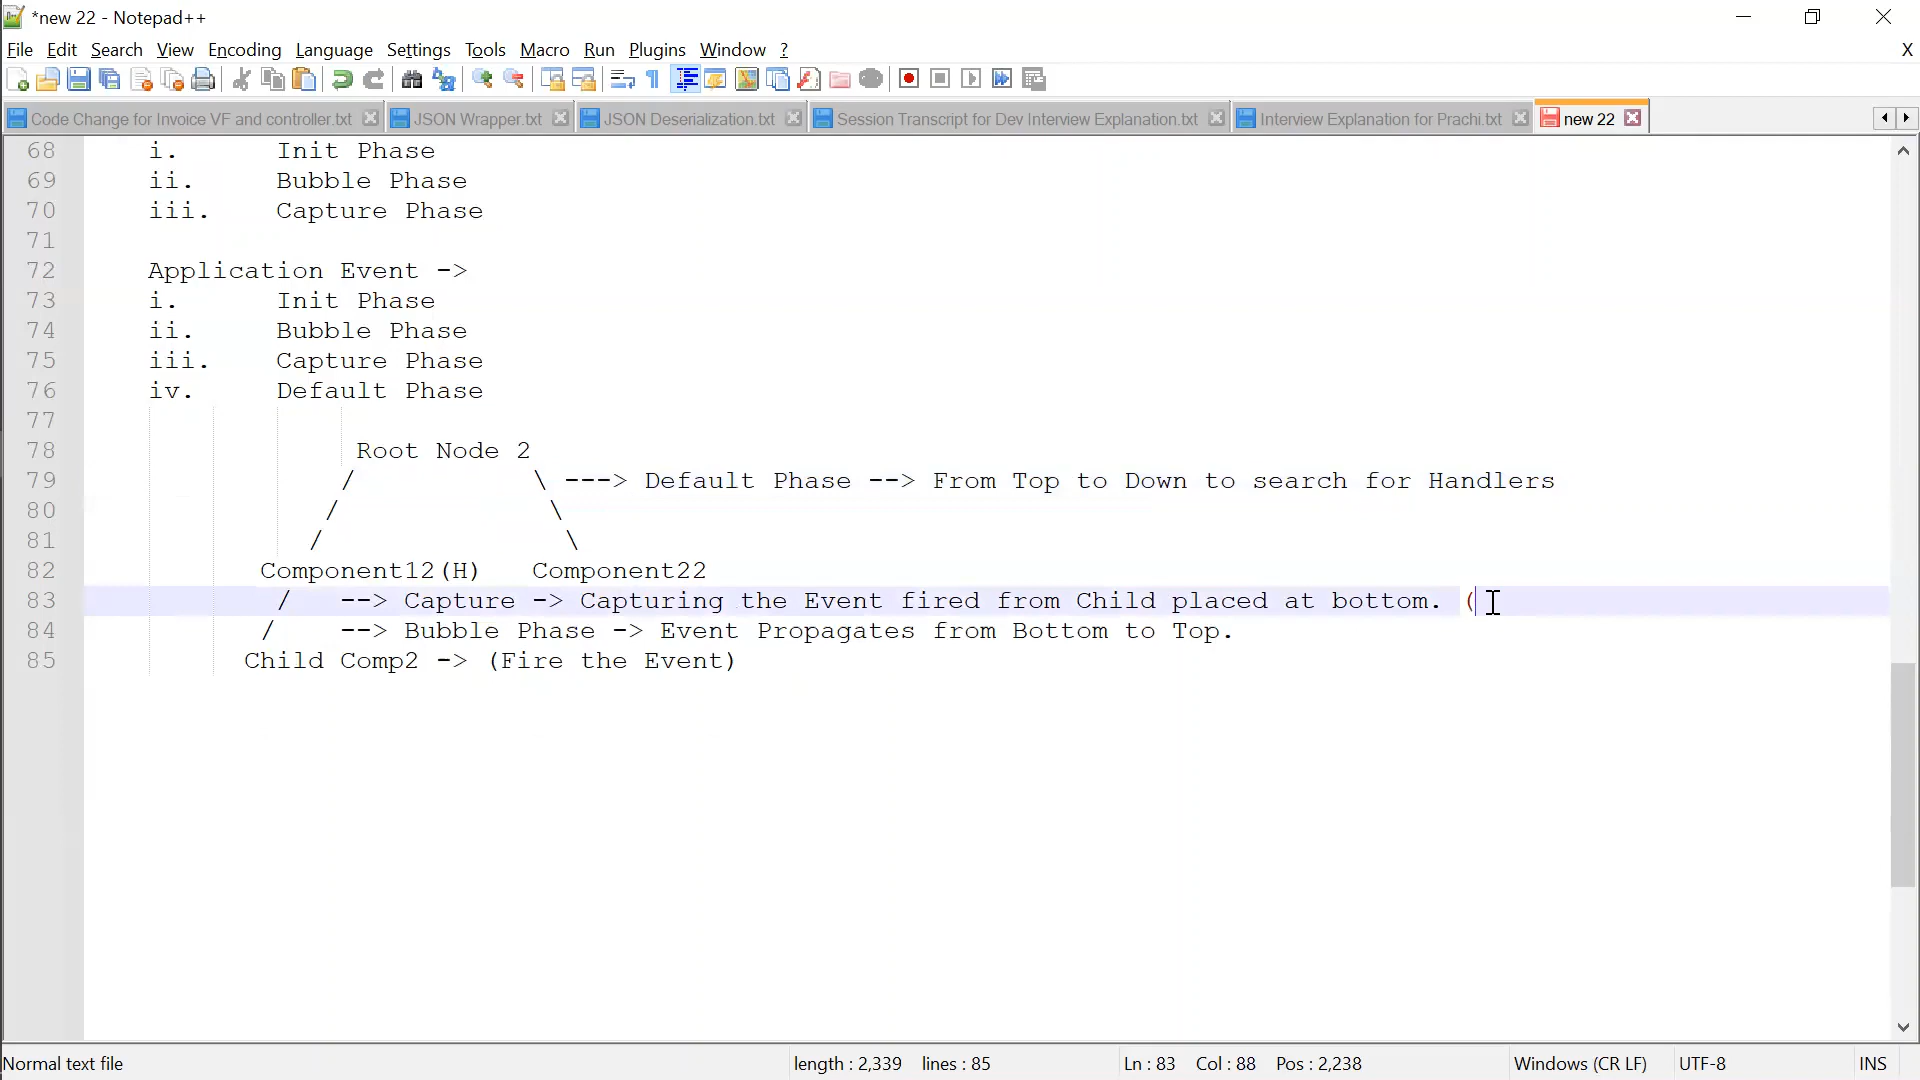 *new 22 - Notepad++
File Edit Search View Encoding Language Settings Tools Macro Run Plugins Window ? X
Code Change for Invoice VF and controller.txt JSON Wrapper.txt JSON Deserialization.txt Session Transcript for Dev Interview Explanation.txt Interview Explanation for Prachi.txt new 22
68 i. Init Phase
69 ii. Bubble Phase
70 iii. Capture Phase
71
72 Application Event ->
73 i. Init Phase
74 ii. Bubble Phase
75 iii. Capture Phase
76 iv. Default Phase
77
78 Root Node 2
79 / \ ---> Default Phase --> From Top to Down to search for Handlers
80 / \
81 / \
82 Component12(H) Component22
83 / --> Capture -> Capturing the Event fired from Child placed at bottom. (
84 / --> Bubble Phase -> Event Propagates from Bottom to Top.
85 Child Comp2 -> (Fire the Event)
Normal text file length : 2,339 lines : 85 Ln : 83 Col : 88 Pos : 2,238 Windows (CR LF) UTF-8 INS